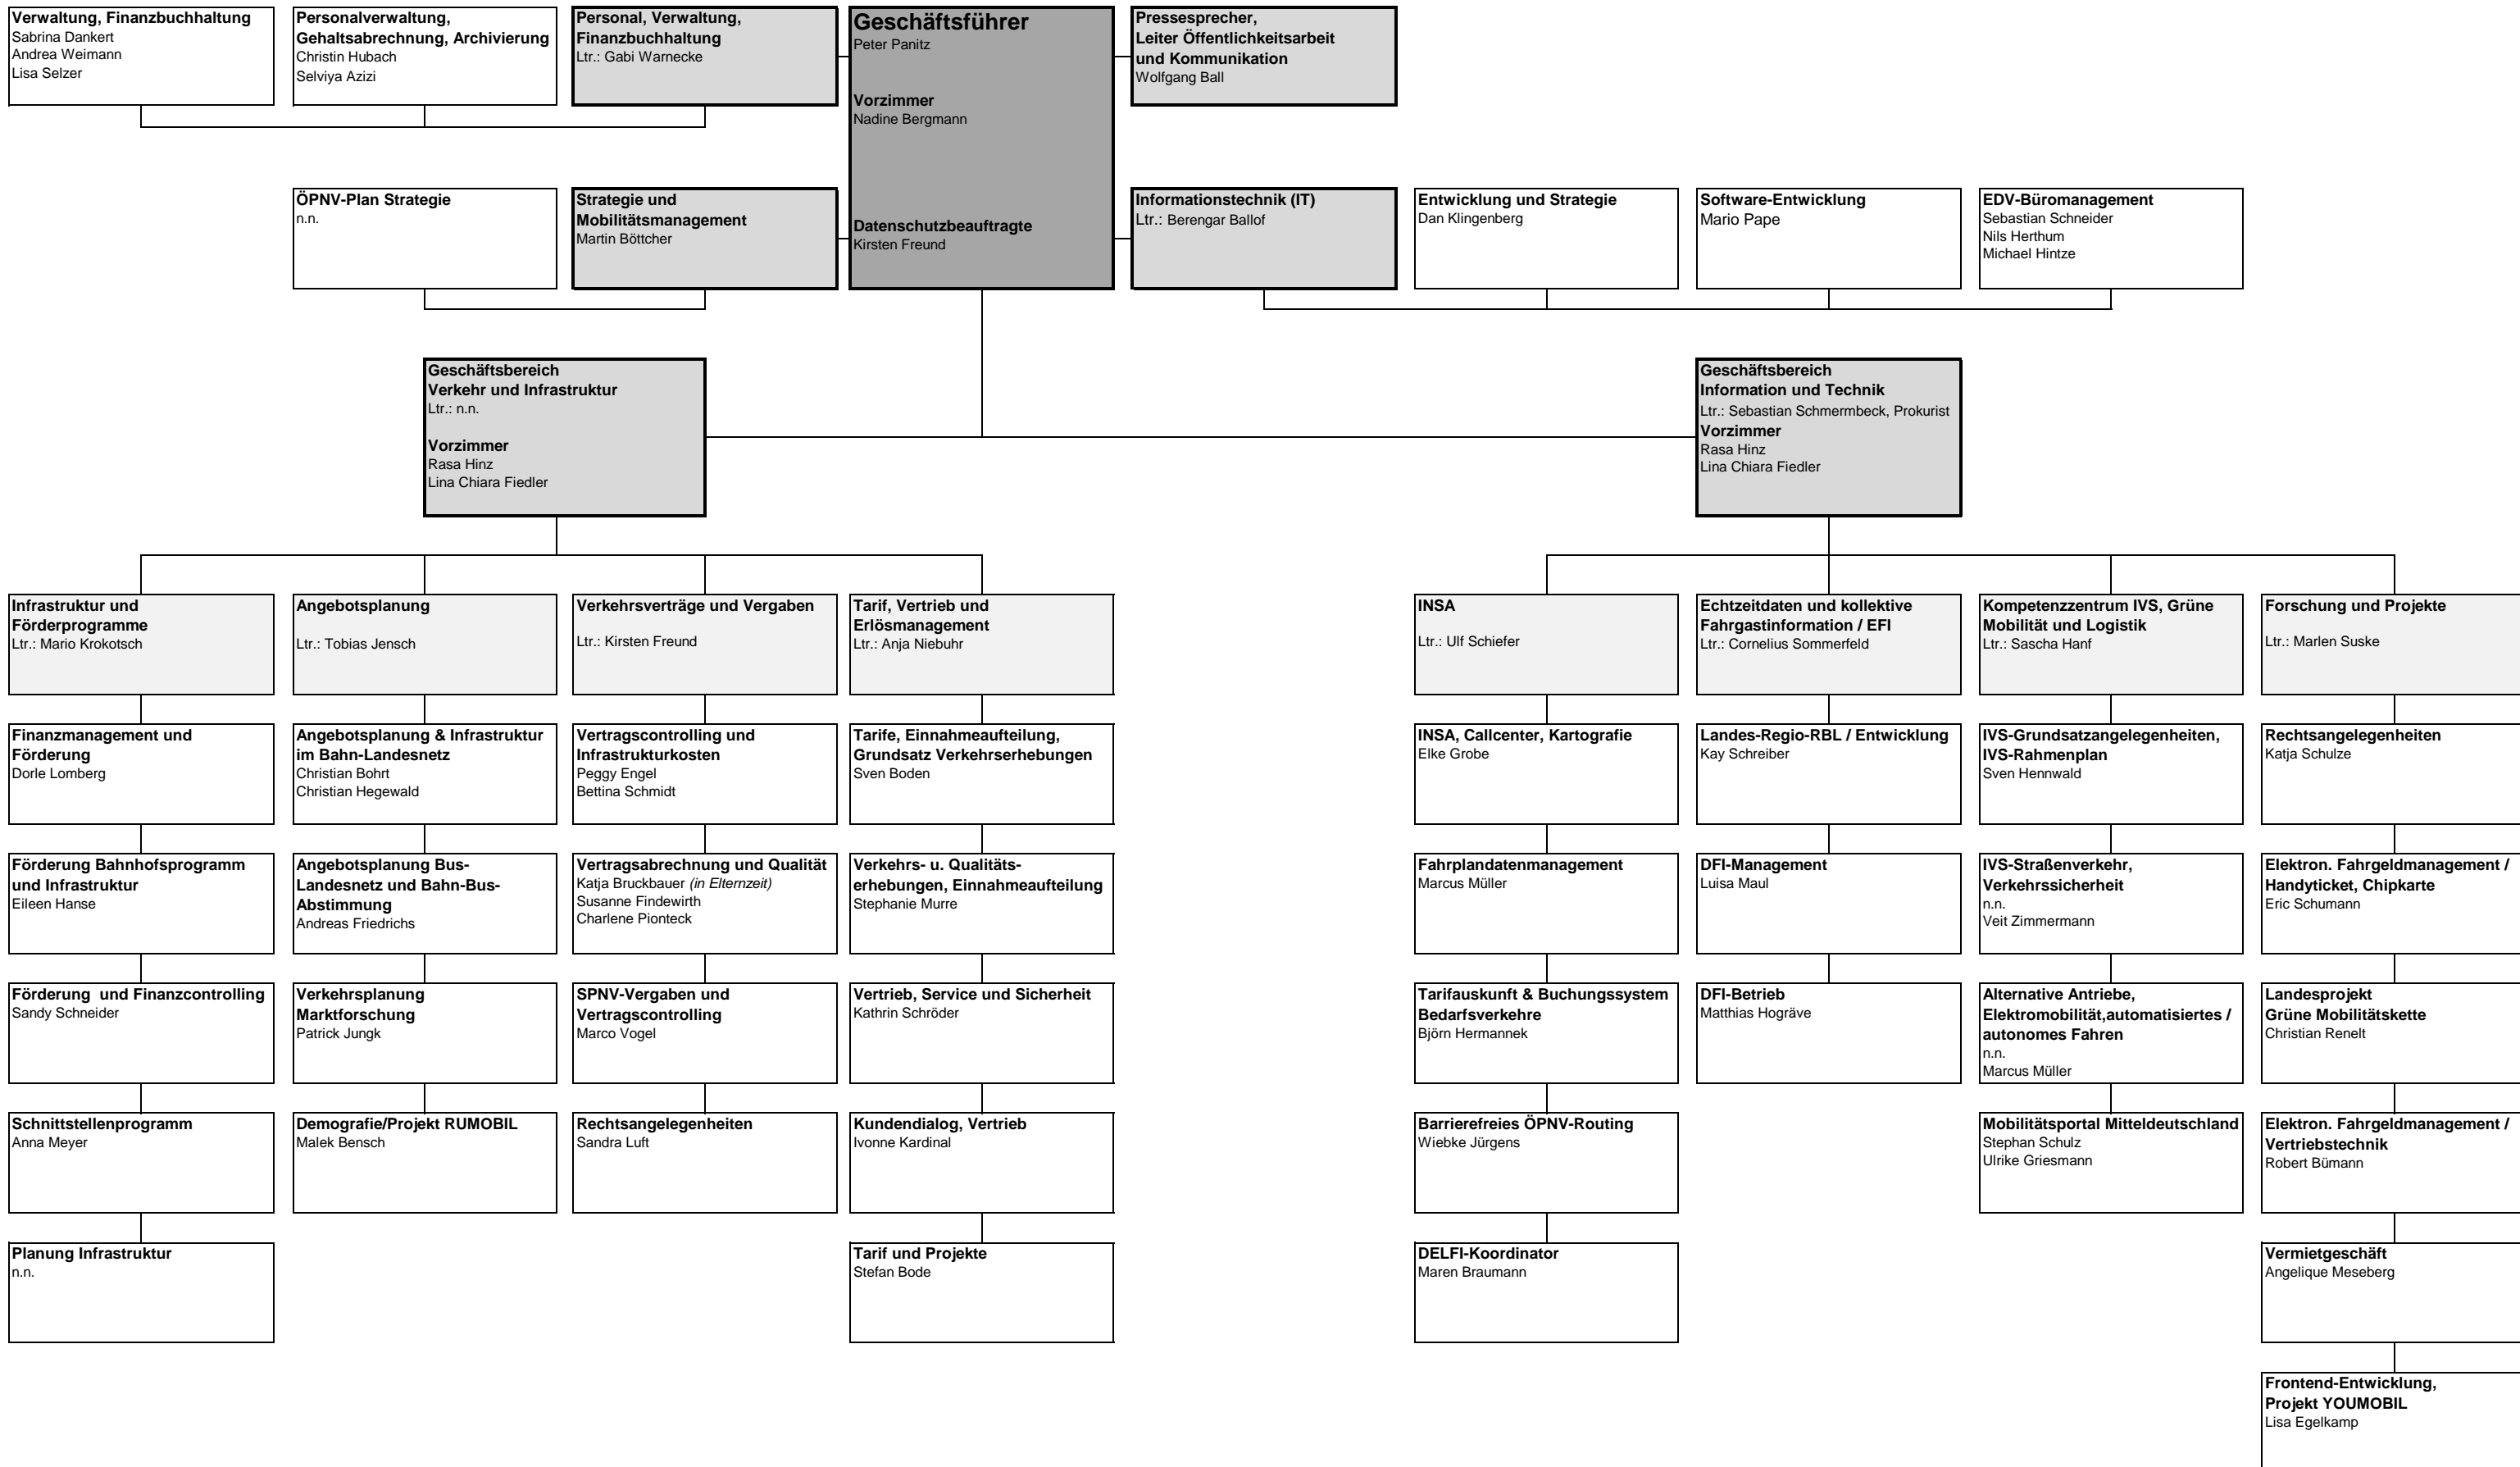 Verwaltung, Finanzbuchhaltung
Sabrina Dankert
Andrea Weimann
Lisa Selzer
Personalverwaltung,
Gehaltsabrechnung, Archivierung
Christin Hubach
Selviya Azizi
Personal, Verwaltung,
Finanzbuchhaltung
Ltr.: Gabi Warnecke
Geschäftsführer
Peter Panitz
Vorzimmer
Nadine Bergmann
Datenschutzbeauftragte
Kirsten Freund
Pressesprecher,
Leiter Öffentlichkeitsarbeit
und Kommunikation
Wolfgang Ball
ÖPNV-Plan Strategie
n.n.
Strategie und
Mobilitätsmanagement
Martin Böttcher
Informationstechnik (IT)
Ltr.: Berengar Ballof
Entwicklung und Strategie
Dan Klingenberg
Software-Entwicklung
Mario Pape
EDV-Büromanagement
Sebastian Schneider
Nils Herthum
Michael Hintze
Geschäftsbereich
Verkehr und Infrastruktur
Ltr.: n.n.
Vorzimmer
Rasa Hinz
Lina Chiara Fiedler
Geschäftsbereich
Information und Technik
Ltr.: Sebastian Schmermbeck, Prokurist
Vorzimmer
Rasa Hinz
Lina Chiara Fiedler
Infrastruktur und
Förderprogramme
Ltr.: Mario Krokotsch
Angebotsplanung
Ltr.: Tobias Jensch
Verkehrsverträge und Vergaben
Ltr.: Kirsten Freund
Tarif, Vertrieb und
Erlösmanagement
Ltr.: Anja Niebuhr
INSA
Ltr.: Ulf Schiefer
Echtzeitdaten und kollektive
Fahrgastinformation / EFI
Ltr.: Cornelius Sommerfeld
Kompetenzzentrum IVS, Grüne
Mobilität und Logistik
Ltr.: Sascha Hanf
Forschung und Projekte
Ltr.: Marlen Suske
Finanzmanagement und
Förderung
Dorle Lomberg
Angebotsplanung & Infrastruktur
im Bahn-Landesnetz
Christian Bohrt
Christian Hegewald
Vertragscontrolling und
Infrastrukturkosten
Peggy Engel
Bettina Schmidt
Tarife, Einnahmeaufteilung,
Grundsatz Verkehrserhebungen
Sven Boden
INSA, Callcenter, Kartografie
Elke Grobe
Landes-Regio-RBL / Entwicklung
Kay Schreiber
IVS-Grundsatzangelegenheiten,
IVS-Rahmenplan
Sven Hennwald
Rechtsangelegenheiten
Katja Schulze
Förderung Bahnhofsprogramm
und Infrastruktur
Eileen Hanse
Angebotsplanung Bus-
Landesnetz und Bahn-Bus-
Abstimmung
Andreas Friedrichs
Vertragsabrechnung und Qualität
Katja Bruckbauer (in Elternzeit)
Susanne Findewirth
Charlene Pionteck
Verkehrs- u. Qualitäts-
erhebungen, Einnahmeaufteilung
Stephanie Murre
Fahrplandatenmanagement
Marcus Müller
DFI-Management
Luisa Maul
IVS-Straßenverkehr,
Verkehrssicherheit
n.n.
Veit Zimmermann
Elektron. Fahrgeldmanagement /
Handyticket, Chipkarte
Eric Schumann
Förderung  und Finanzcontrolling
Sandy Schneider
Verkehrsplanung
Marktforschung
Patrick Jungk
SPNV-Vergaben und
Vertragscontrolling
Marco Vogel
Vertrieb, Service und Sicherheit
Kathrin Schröder
Tarifauskunft & Buchungssystem
Bedarfsverkehre
Björn Hermannek
DFI-Betrieb
Matthias Hogräve
Alternative Antriebe,
Elektromobilität,automatisiertes /
autonomes Fahren
n.n.
Marcus Müller
Landesprojekt
Grüne Mobilitätskette
Christian Renelt
Schnittstellenprogramm
Anna Meyer
Demografie/Projekt RUMOBIL
Malek Bensch
Rechtsangelegenheiten
Sandra Luft
Kundendialog, Vertrieb
Ivonne Kardinal
Barrierefreies ÖPNV-Routing
Wiebke Jürgens
Mobilitätsportal Mitteldeutschland
Stephan Schulz
Ulrike Griesmann
Elektron. Fahrgeldmanagement /
Vertriebstechnik
Robert Bümann
Planung Infrastruktur
n.n.
Tarif und Projekte
Stefan Bode
DELFI-Koordinator
Maren Braumann
Vermietgeschäft
Angelique Meseberg
Frontend-Entwicklung,
Projekt YOUMOBIL
Lisa Egelkamp